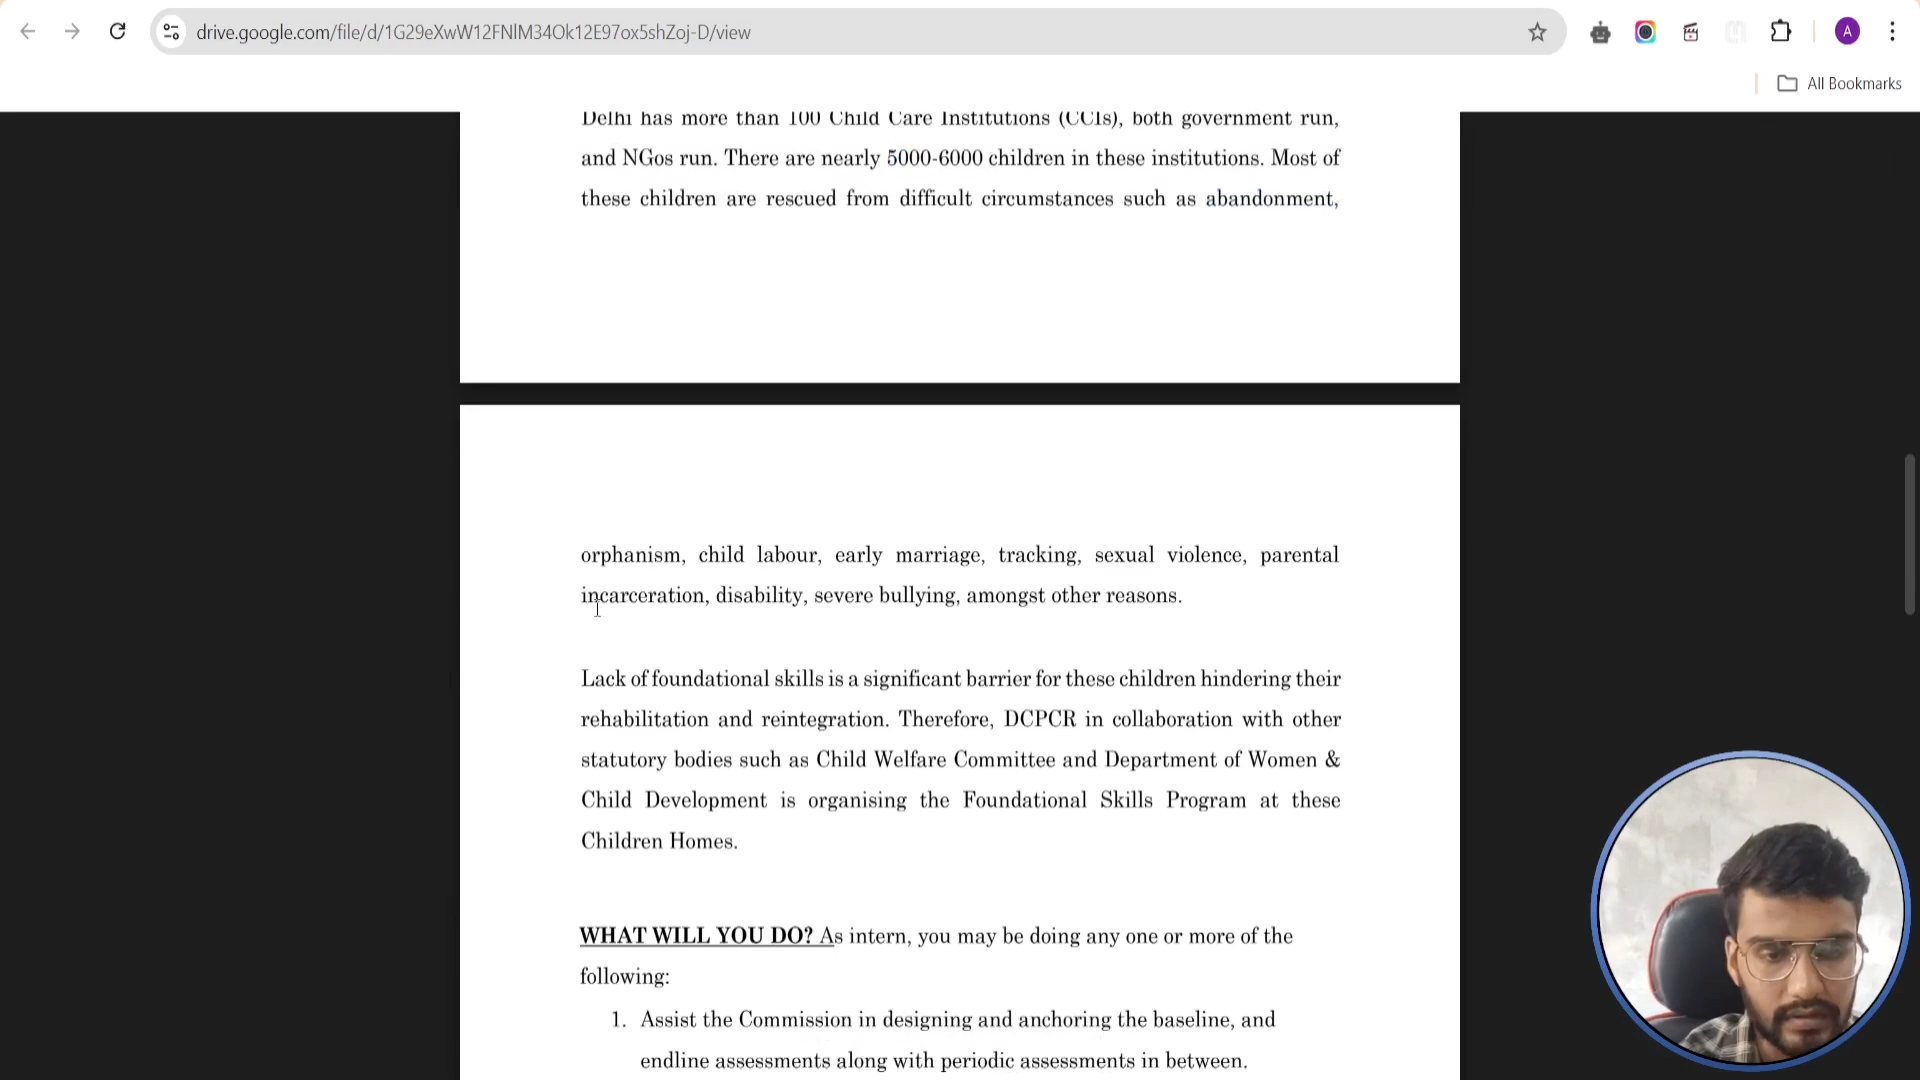 drive.google.com/file/d/1G29eXwW12FNlM34Ok12E97ox5shZoj-D/view
A
All Bookmarks
Delhi has more than 100 Child Care Institutions (CCIs), both government run,
and NGos run. There are nearly 5000-6000 children in these institutions. Most of
these children are rescued from difficult circumstances such as abandonment,
orphanism, child labour, early marriage, tracking, sexual violence, parental
incarceration, disability, severe bullying, amongst other reasons.
Lack of foundational skills is a significant barrier for these children hindering their
rehabilitation and reintegration. Therefore, DCPCR in collaboration with other
statutory bodies such as Child Welfare Committee and Department of Women &
Child Development is organising the Foundational Skills Program at these
Children Homes.
WHAT WILL YOU DO? As intern, you may be doing any one or more of the
following:
1. Assist the Commission in designing and anchoring the baseline, and
endline assessments along with periodic assessments in between.